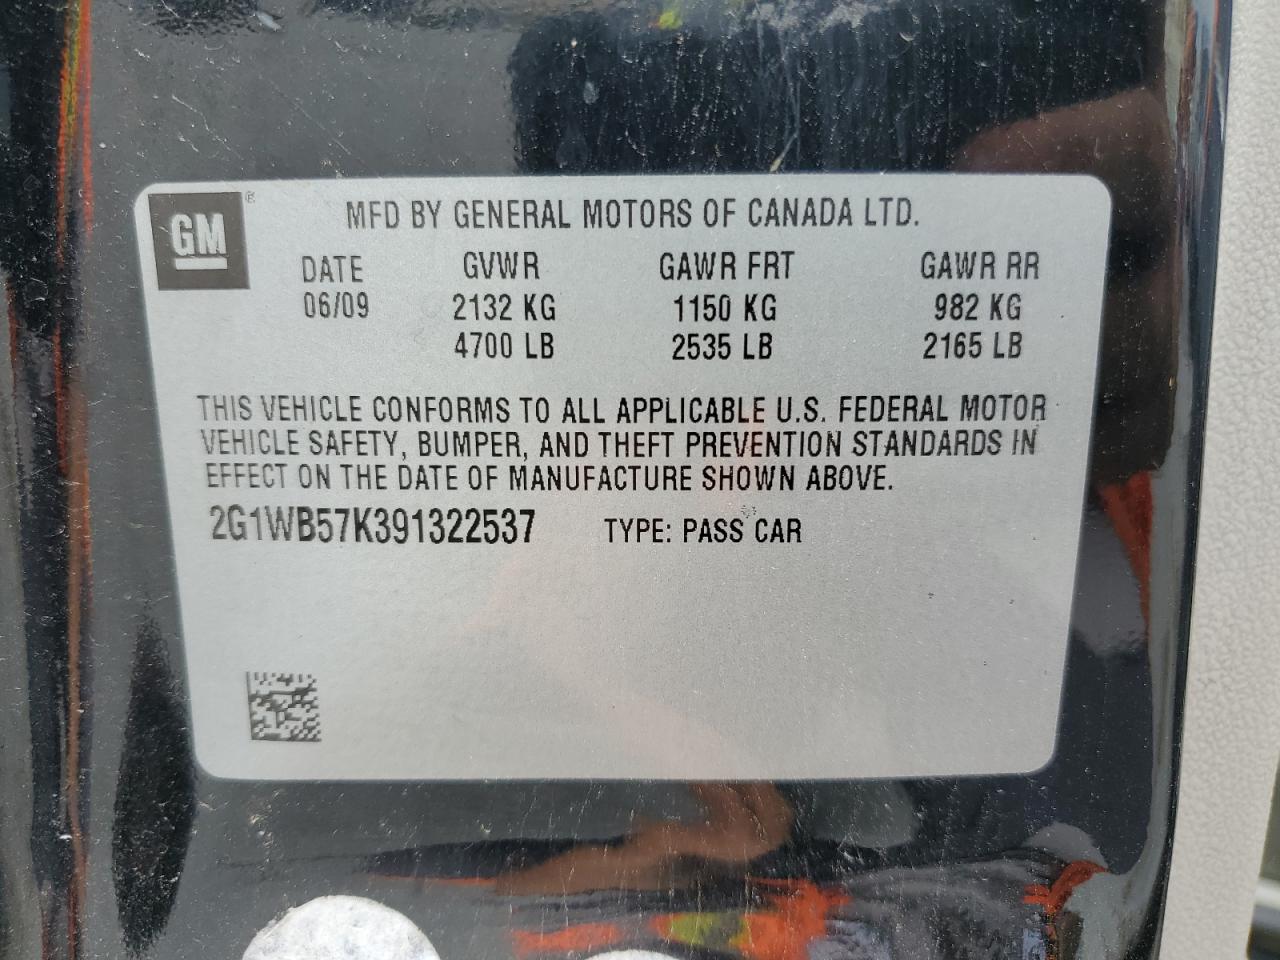 GM ®
MFD BY GENERAL MOTORS OF CANADA LTD.
DATE GVWR GAWR FRT GAWR RR
06/09 2132 KG 1150 KG 982 KG
4700 LB 2535 LB 2165 LB
THIS VEHICLE CONFORMS TO ALL APPLICABLE U.S. FEDERAL MOTOR
VEHICLE SAFETY, BUMPER, AND THEFT PREVENTION STANDARDS IN
EFFECT ON THE DATE OF MANUFACTURE SHOWN ABOVE.
2G1WB57K391322537 TYPE: PASS CAR